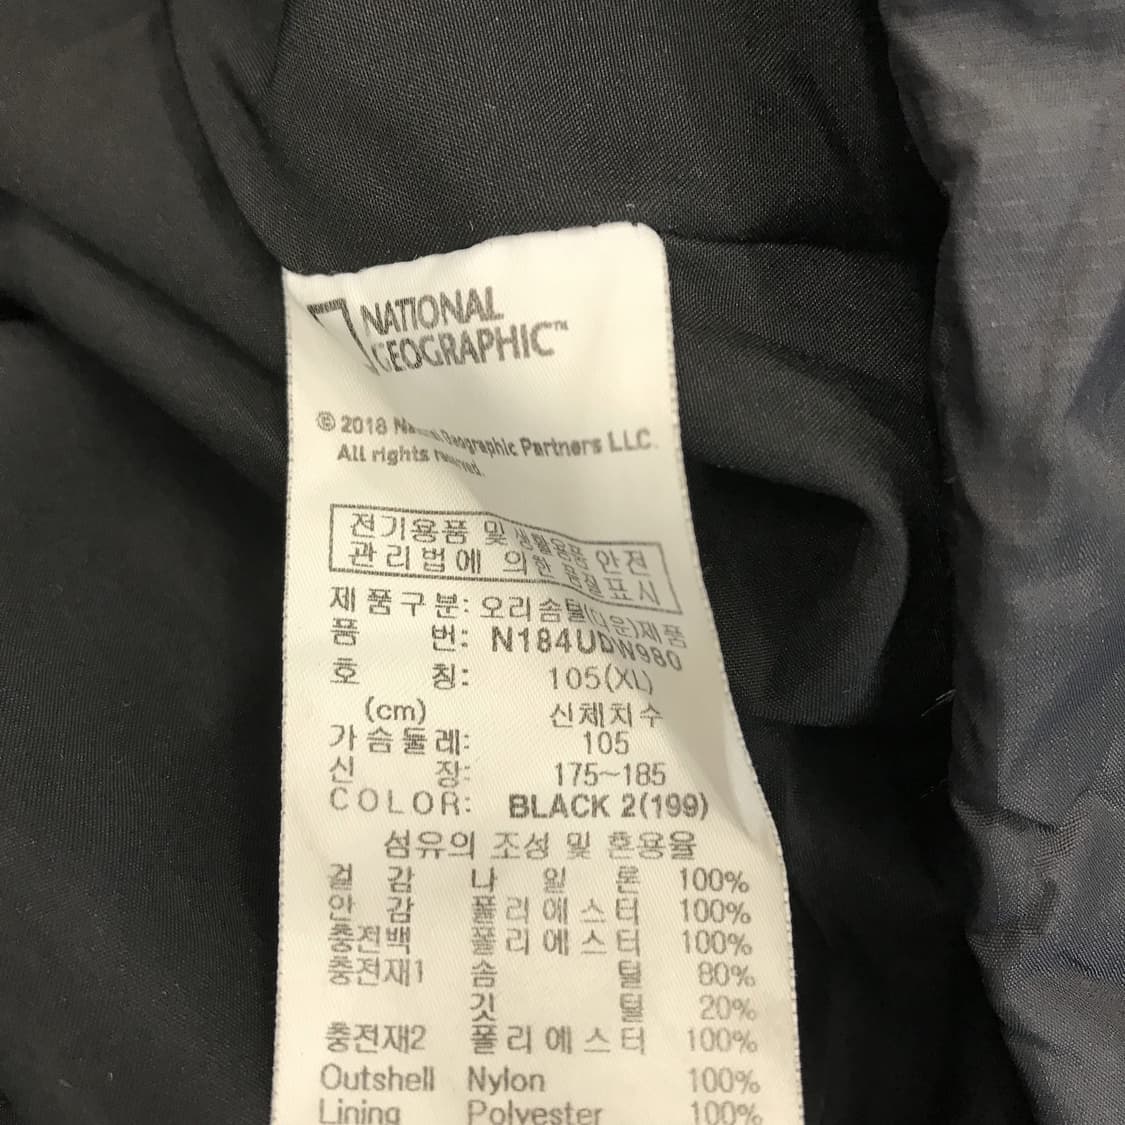 NATIONAL
GEOGRAPHIC™
© 2018 National Geographic Partners LLC.
All rights reserved.
전기용품 및 생활용품 안전
관리법에 의한 품질표시
제품구분: 오리솜털(다운)제품
품 번: N184UDW980
호 칭: 105(XL)
(cm) 신체치수
가슴둘레: 105
신 장: 175~185
COLOR: BLACK 2(199)
섬유의 조성 및 혼용율
겉 감 나 일 론 100%
안 감 폴리에스터 100%
충전백 폴리에스터 100%
충전재1 솜 털 80%
깃 털 20%
충전재2 폴리에스터 100%
Outshell Nylon 100%
Lining Polyester 100%